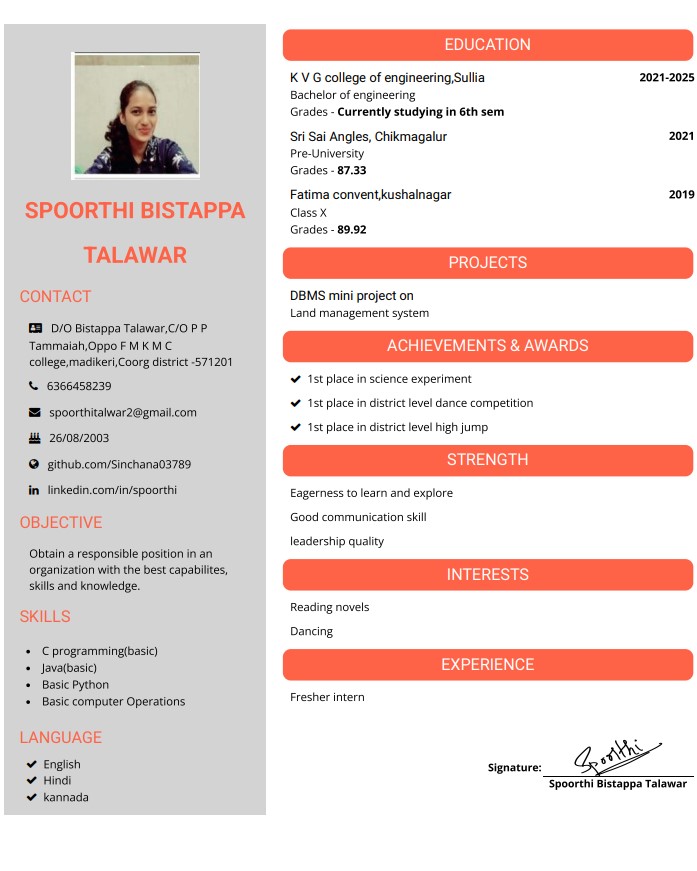 SPOORTHI BISTAPPA
TALAWAR
CONTACT
D/O Bistappa Talawar,C/O P P
Tammaiah,Oppo F M K M C
college,madikeri,Coorg district -571201
6366458239
spoorthitalwar2@gmail.com
26/08/2003
github.com/Sinchana03789
linkedin.com/in/spoorthi
OBJECTIVE
Obtain a responsible position in an
organization with the best capabilites,
skills and knowledge.
SKILLS
C programming(basic)
Java(basic)
Basic Python
Basic computer Operations
LANGUAGE
English
Hindi
kannada
EDUCATION
K V G college of engineering,Sullia 2021-2025
Bachelor of engineering
Grades - Currently studying in 6th sem
Sri Sai Angles, Chikmagalur 2021
Pre-University
Grades - 87.33
Fatima convent,kushalnagar 2019
Class X
Grades - 89.92
PROJECTS
DBMS mini project on
Land management system
ACHIEVEMENTS & AWARDS
1st place in science experiment
1st place in district level dance competition
1st place in district level high jump
STRENGTH
Eagerness to learn and explore
Good communication skill
leadership quality
INTERESTS
Reading novels
Dancing
EXPERIENCE
Fresher intern
Signature: Spoorthi
Spoorthi Bistappa Talawar